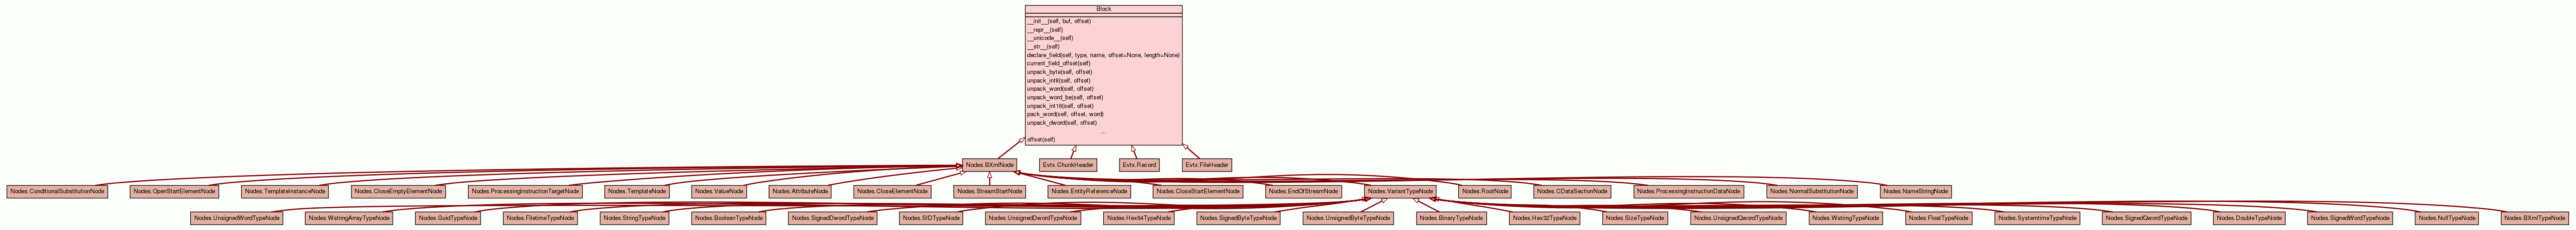 Block
__init__(self, buf, offset)
__repr__(self)
__unicode__(self)
__str__(self)
declare_field(self, type, name, offset=None, length=None)
current_field_offset(self)
unpack_byte(self, offset)
unpack_int8(self, offset)
unpack_word(self, offset)
unpack_word_be(self, offset)
unpack_int16(self, offset)
pack_word(self, offset, word)
unpack_dword(self, offset)
...
offset(self)
Nodes.BXmlNode
Evtx.ChunkHeader
Evtx.Record
Evtx.FileHeader
Nodes.ConditionalSubstitutionNode
Nodes.OpenStartElementNode
Nodes.TemplateInstanceNode
Nodes.CloseEmptyElementNode
Nodes.ProcessingInstructionTargetNode
Nodes.TemplateNode
Nodes.ValueNode
Nodes.AttributeNode
Nodes.CloseElementNode
Nodes.StreamStartNode
Nodes.EntityReferenceNode
Nodes.CloseStartElementNode
Nodes.EndOfStreamNode
Nodes.VariantTypeNode
Nodes.RootNode
Nodes.CDataSectionNode
Nodes.ProcessingInstructionDataNode
Nodes.NormalSubstitutionNode
Nodes.NameStringNode
Nodes.UnsignedWordTypeNode
Nodes.WstringArrayTypeNode
Nodes.GuidTypeNode
Nodes.FiletimeTypeNode
Nodes.StringTypeNode
Nodes.BooleanTypeNode
Nodes.SignedDwordTypeNode
Nodes.SIDTypeNode
Nodes.UnsignedDwordTypeNode
Nodes.Hex64TypeNode
Nodes.SignedByteTypeNode
Nodes.UnsignedByteTypeNode
Nodes.BinaryTypeNode
Nodes.Hex32TypeNode
Nodes.SizeTypeNode
Nodes.UnsignedQwordTypeNode
Nodes.WstringTypeNode
Nodes.FloatTypeNode
Nodes.SystemtimeTypeNode
Nodes.SignedQwordTypeNode
Nodes.DoubleTypeNode
Nodes.SignedWordTypeNode
Nodes.NullTypeNode
Nodes.BXmlTypeNode